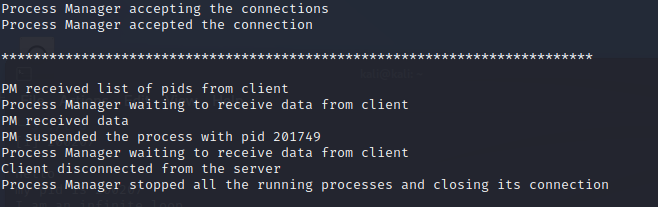 Process Manager accepting the connections
Process Manager accepted the connection
**************************************************************************
PM received list of pids from client
Process Manager waiting to receive data from client
PM received data
PM suspended the process with pid 201749
Process Manager waiting to receive data from client
Client disconnected from the server
Process Manager stopped all the running processes and closing its connection